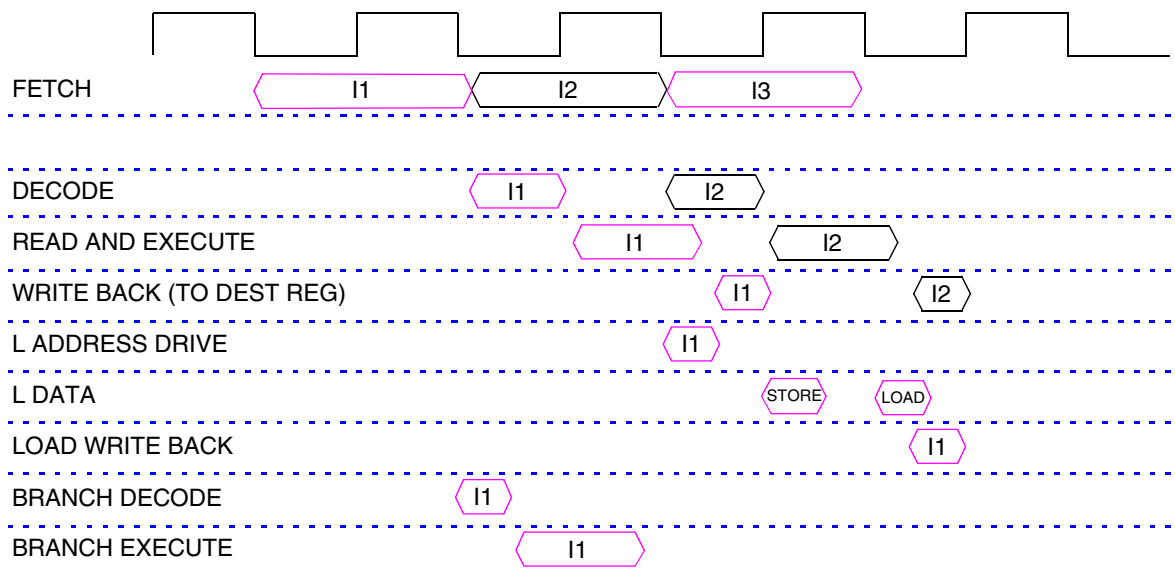 FETCH I1 I2 I3
DECODE I1 I2
READ AND EXECUTE I1 I2
WRITE BACK (TO DEST REG) I1 I2
L ADDRESS DRIVE I1
L DATA STORE LOAD
LOAD WRITE BACK I1
BRANCH DECODE I1
BRANCH EXECUTE I1